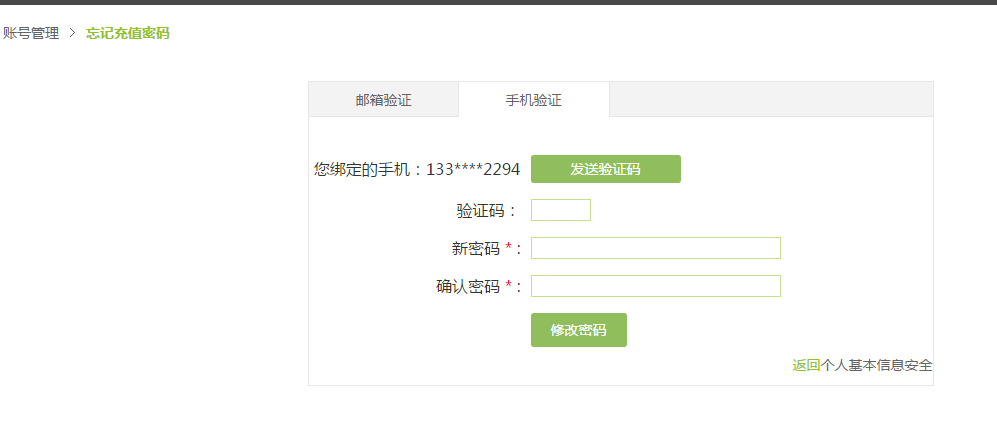 账号管理 > 忘记充值密码
邮箱验证 手机验证
您绑定的手机：133****2294 发送验证码
验证码：
新密码 * :
确认密码 * :
修改密码
返回个人基本信息安全